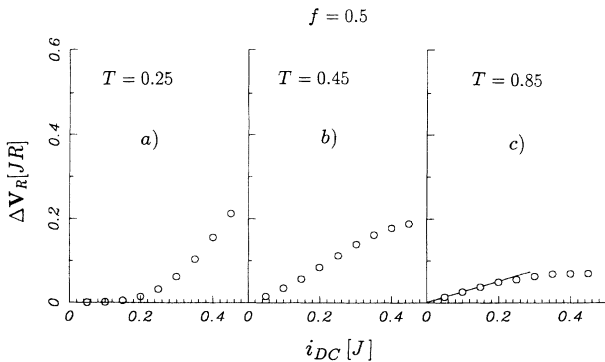 f = 0.5
ΔV_R [JR]
0.6
0.4
0.2
0
T = 0.25
a)
T = 0.45
b)
T = 0.85
c)
0 0.2 0.4 0 0.2 0.4 0 0.2 0.4
i_DC [J]